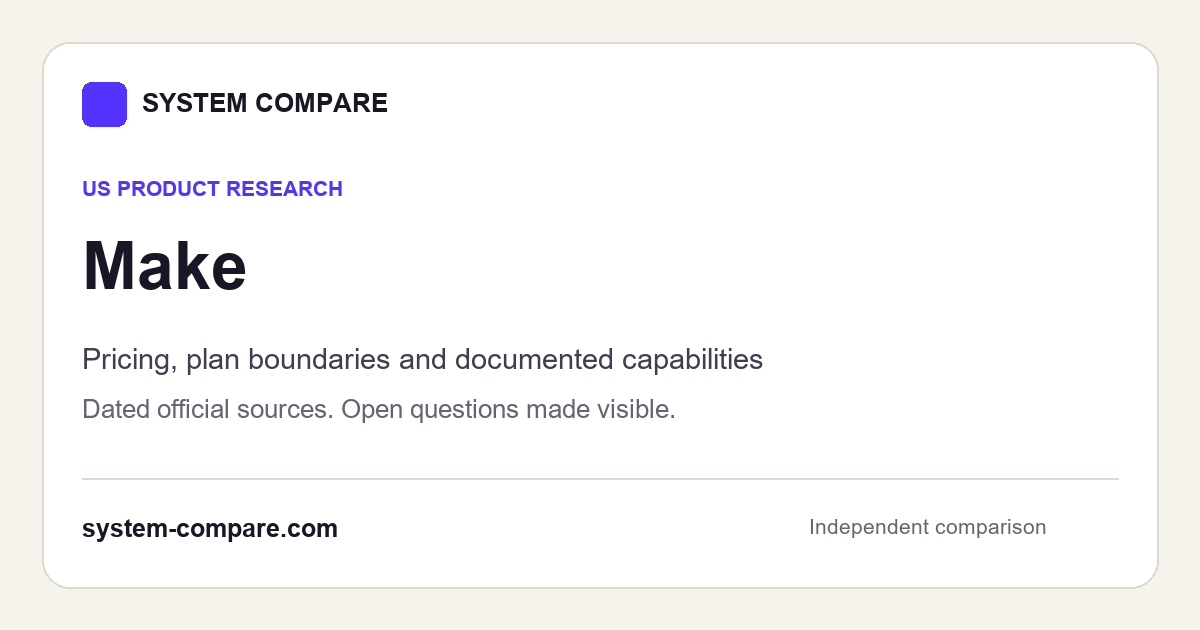 SYSTEM COMPARE
US PRODUCT RESEARCH
Make
Pricing, plan boundaries and documented capabilities
Dated official sources. Open questions made visible.
system-compare.com
Independent comparison